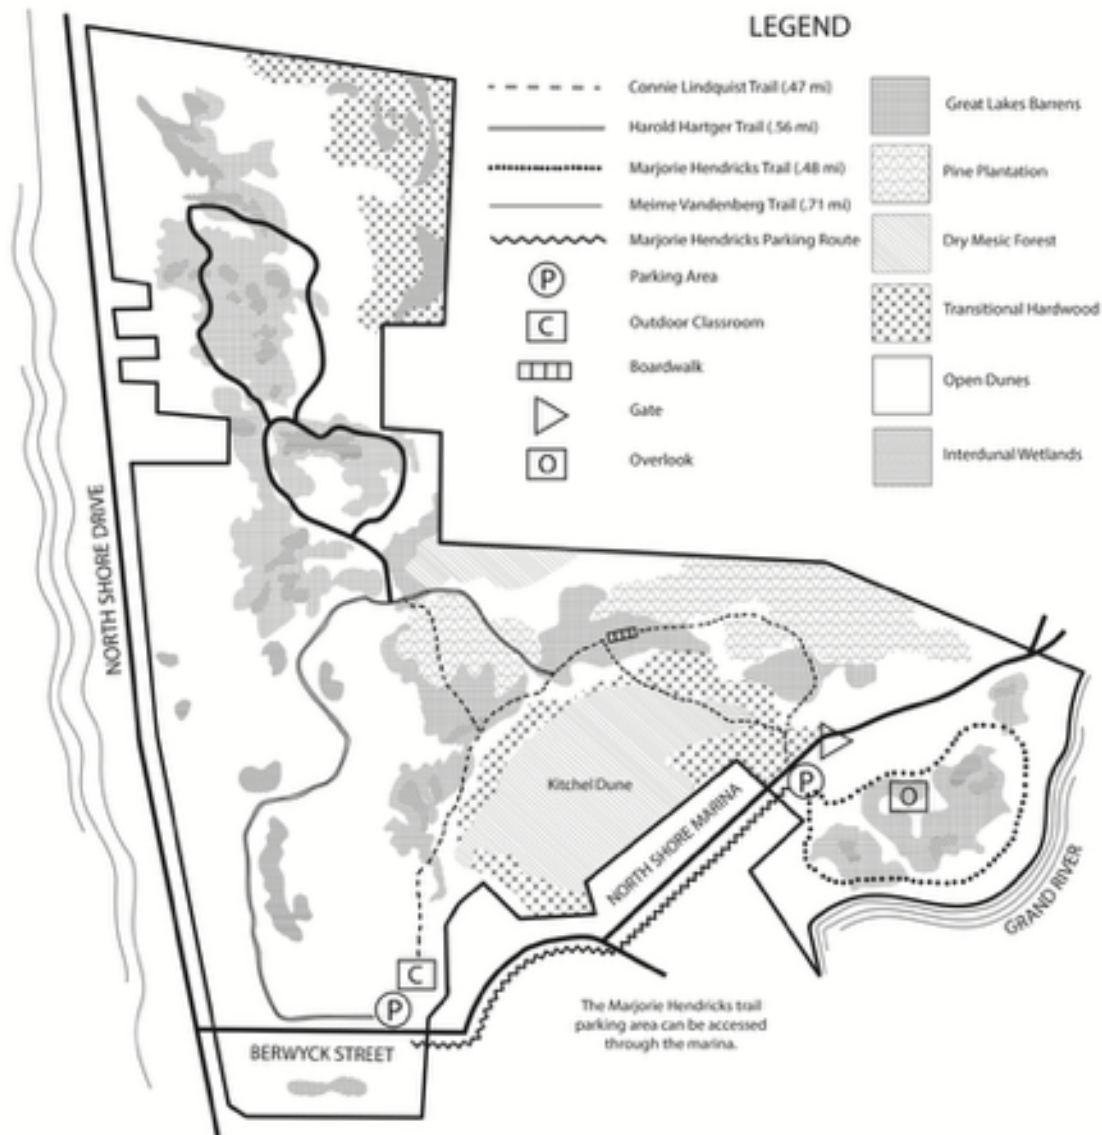 LEGEND
Connie Lindquist Trail (.47 mi)
Harold Hartger Trail (.56 mi)
Marjorie Hendricks Trail (.48 mi)
Meime Vandenberg Trail (.71 mi)
Marjorie Hendricks Parking Route
P
Parking Area
C
Outdoor Classroom
Boardwalk
Gate
O
Overlook
Great Lakes Barrens
Pine Plantation
Dry Mesic Forest
Transitional Hardwood
Open Dunes
Interdunal Wetlands
NORTH SHORE DRIVE
Kitchel Dune
NORTH SHORE MARINA
P
O
GRAND RIVER
C
P
BERWYCK STREET
The Marjorie Hendricks trail
parking area can be accessed
through the marina.